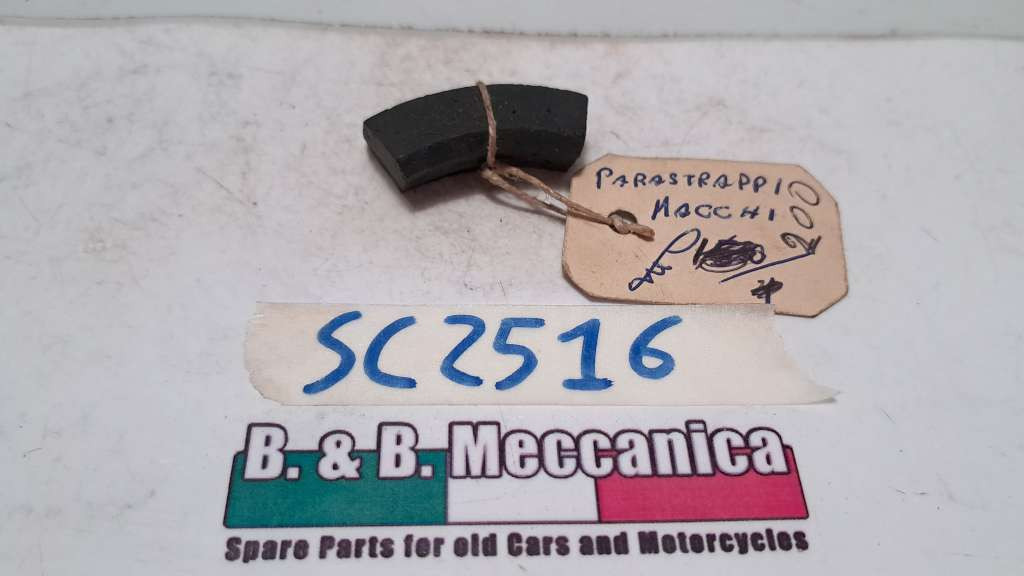 PARASTRAPPI
MACCHI
200
SC2516
B. & B. Meccanica
Spare Parts for old Cars and Motorcycles